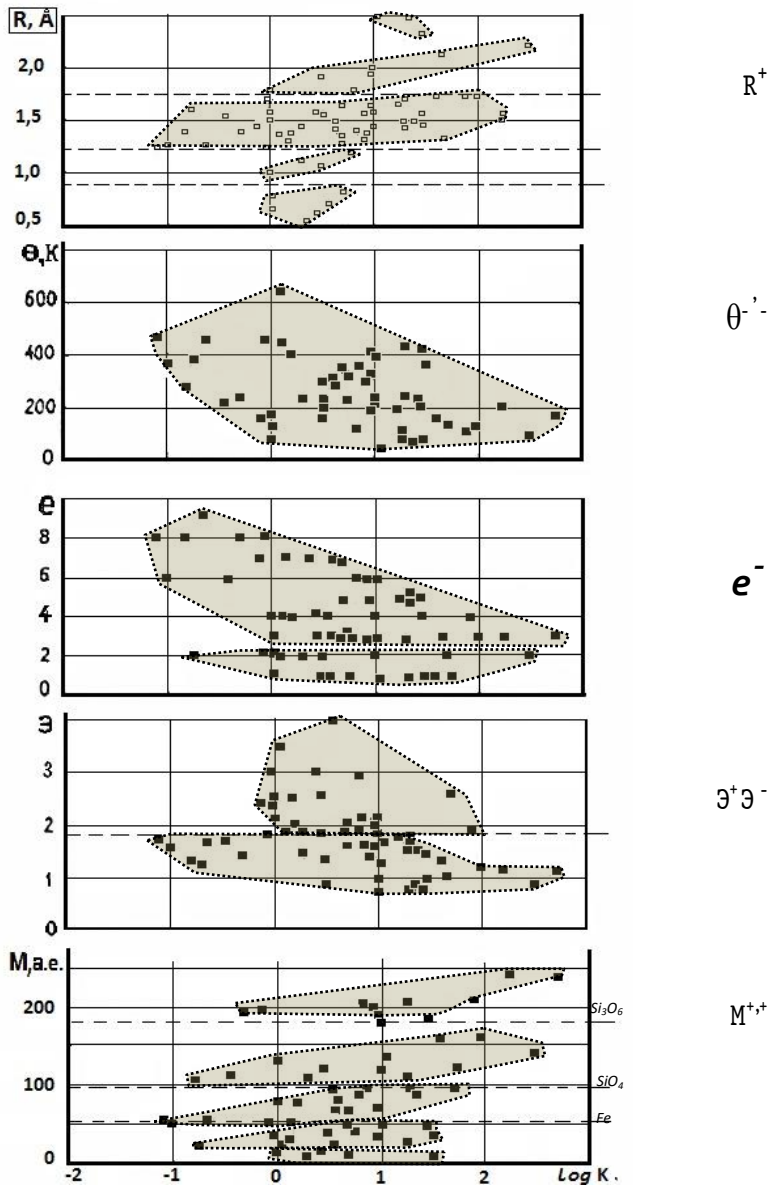 R, Å
2,0
1,5
1,0
0,5
R⁺
Θ, K
600
400
200
0
θ⁻'⁻
e
8
6
4
2
0
e⁻
Э
3
2
1
0
Э⁺Э⁻
M,a.e.
200
100
0
Si₃O₆
SiO₄
Fe
M⁺,⁺
-2
-1
0
1
2
log K.